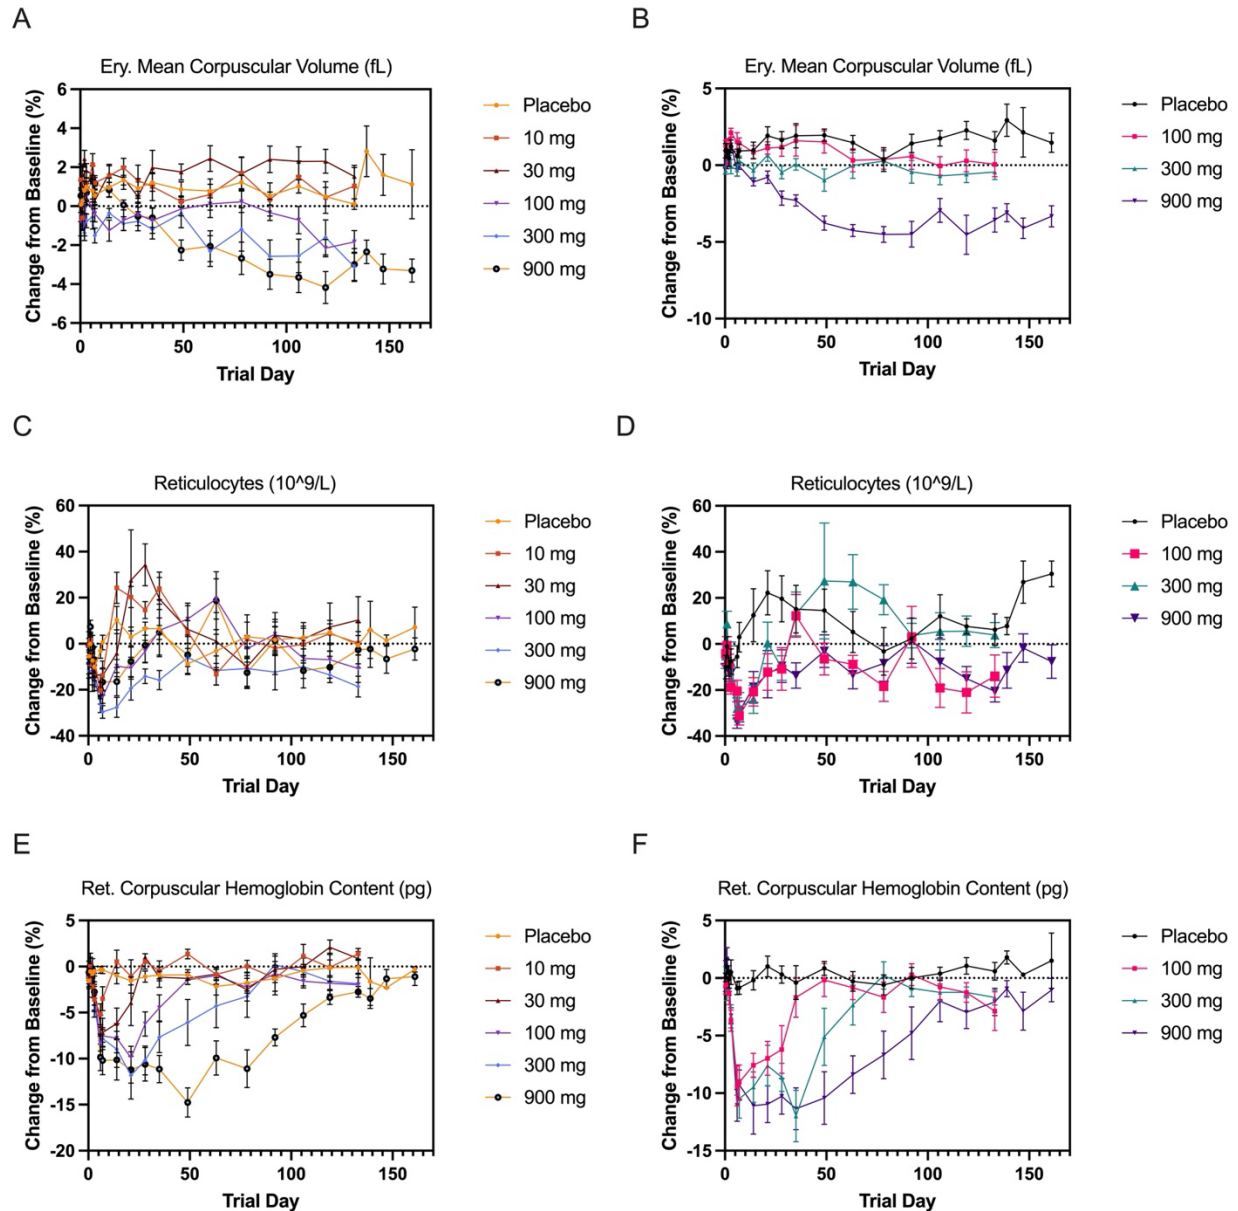 A
Ery. Mean Corpuscular Volume (fL)
Change from Baseline (%)
6
4
2
0
-2
-4
-6
0
50
100
150
Trial Day
Placebo
10 mg
30 mg
100 mg
300 mg
900 mg
B
Ery. Mean Corpuscular Volume (fL)
Change from Baseline (%)
5
0
-5
-10
0
50
100
150
Trial Day
Placebo
100 mg
300 mg
900 mg
C
Reticulocytes (10^9/L)
Change from Baseline (%)
60
40
20
0
-20
-40
0
50
100
150
Trial Day
Placebo
10 mg
30 mg
100 mg
300 mg
900 mg
D
Reticulocytes (10^9/L)
Change from Baseline (%)
60
40
20
0
-20
-40
0
50
100
150
Trial Day
Placebo
100 mg
300 mg
900 mg
E
Ret. Corpuscular Hemoglobin Content (pg)
Change from Baseline (%)
5
0
-5
-10
-15
-20
0
50
100
150
Trial Day
Placebo
10 mg
30 mg
100 mg
300 mg
900 mg
F
Ret. Corpuscular Hemoglobin Content (pg)
Change from Baseline (%)
5
0
-5
-10
-15
0
50
100
150
Trial Day
Placebo
100 mg
300 mg
900 mg